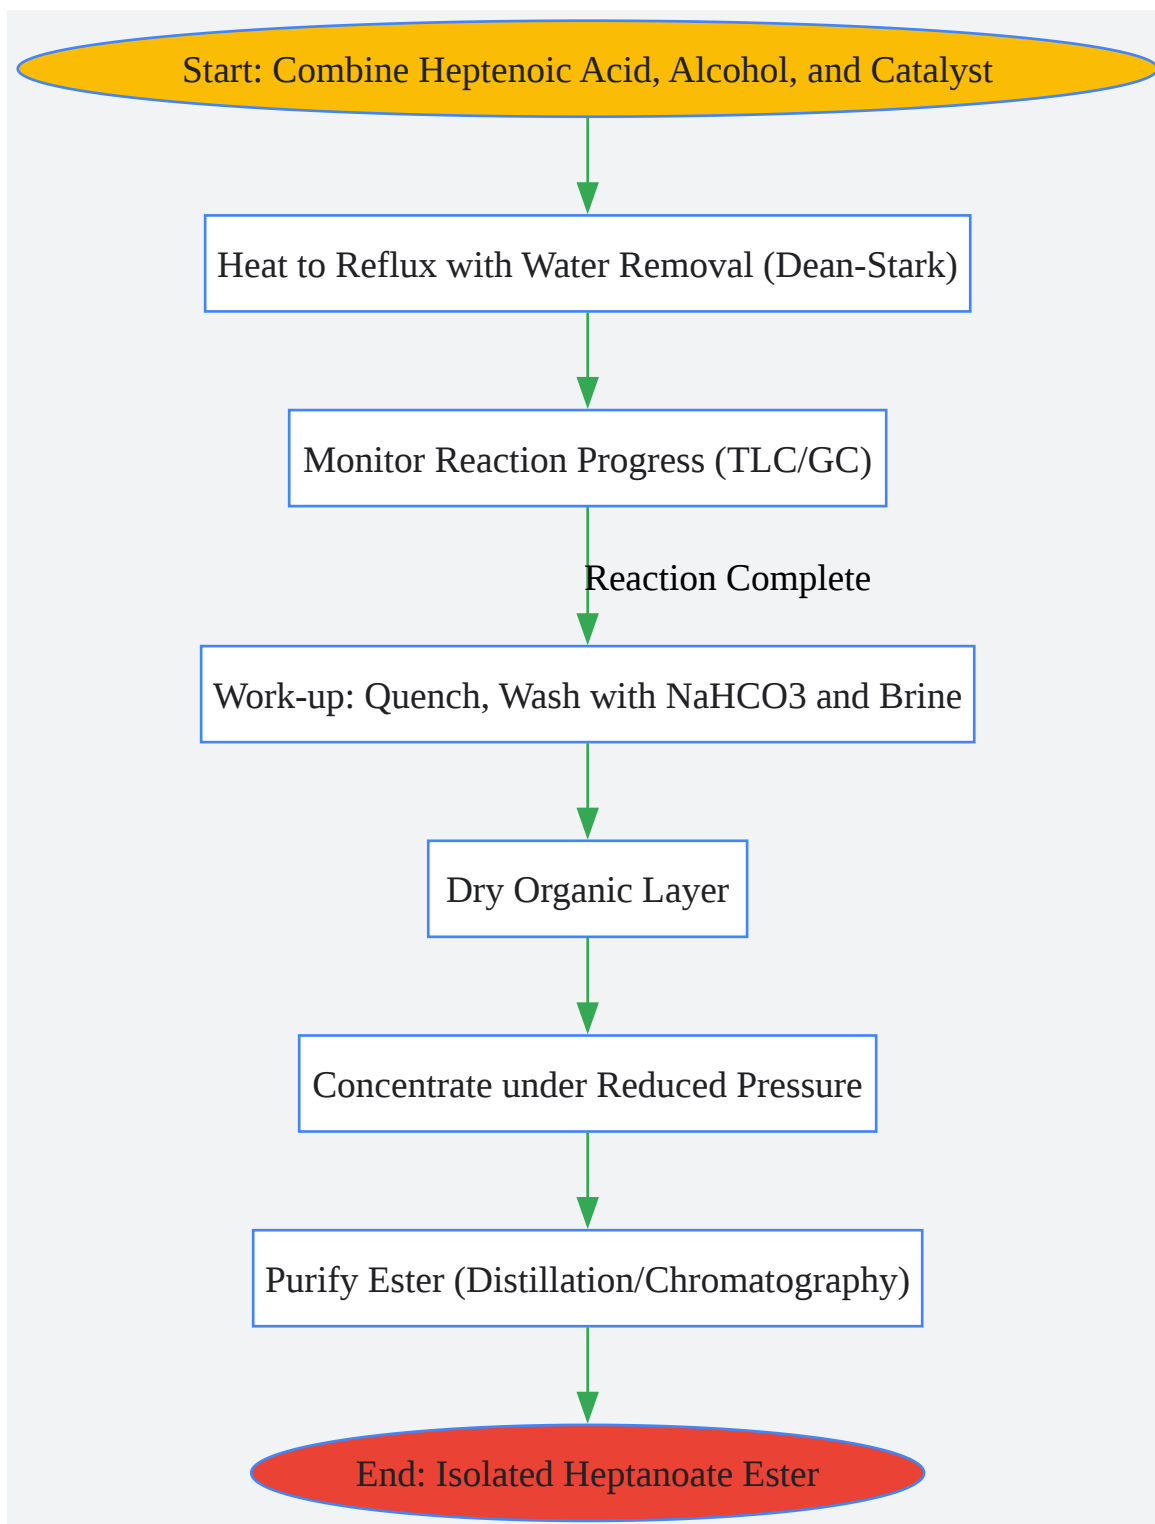 Start: Combine Heptenoic Acid, Alcohol, and Catalyst
Heat to Reflux with Water Removal (Dean-Stark)
Monitor Reaction Progress (TLC/GC)
Reaction Complete
Work-up: Quench, Wash with NaHCO3 and Brine
Dry Organic Layer
Concentrate under Reduced Pressure
Purify Ester (Distillation/Chromatography)
End: Isolated Heptanoate Ester